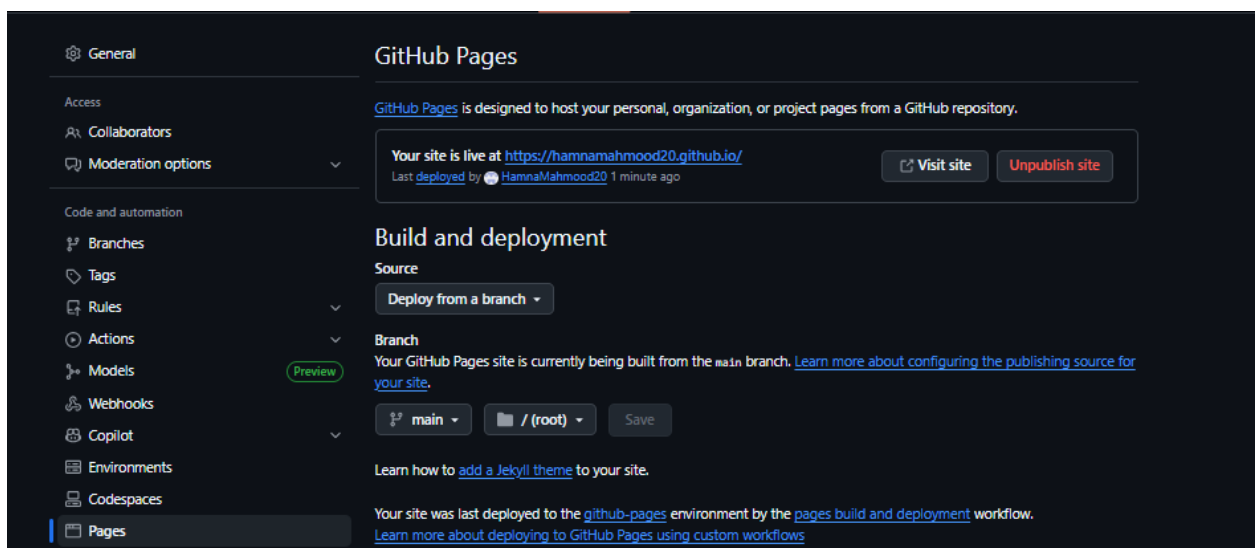 General
Access
Collaborators
Moderation options
Code and automation
Branches
Tags
Rules
Actions
Models
Preview
Webhooks
Copilot
Environments
Codespaces
Pages
GitHub Pages
GitHub Pages is designed to host your personal, organization, or project pages from a GitHub repository.
Your site is live at https://hamnamahmood20.github.io/
Last deployed by HamnaMahmood20 1 minute ago
Visit site
Unpublish site
Build and deployment
Source
Deploy from a branch
Branch
Your GitHub Pages site is currently being built from the main branch. Learn more about configuring the publishing source for
your site.
main
/ (root)
Save
Learn how to add a Jekyll theme to your site.
Your site was last deployed to the github-pages environment by the pages build and deployment workflow.
Learn more about deploying to GitHub Pages using custom workflows